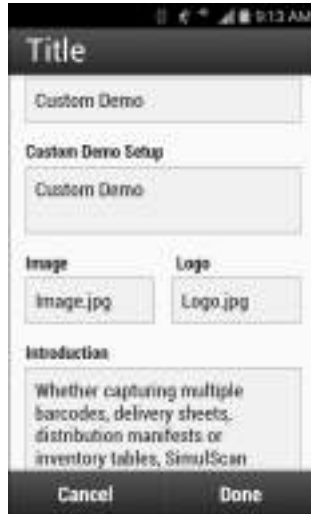 9:13 AM
Title
Custom Demo
Custom Demo Setup
Custom Demo
Image Logo
Image.jpg Logo.jpg
Introduction
Whether capturing multiple
barcodes, delivery sheets,
distribution manifests or
inventory tables, SimulScan
Cancel Done